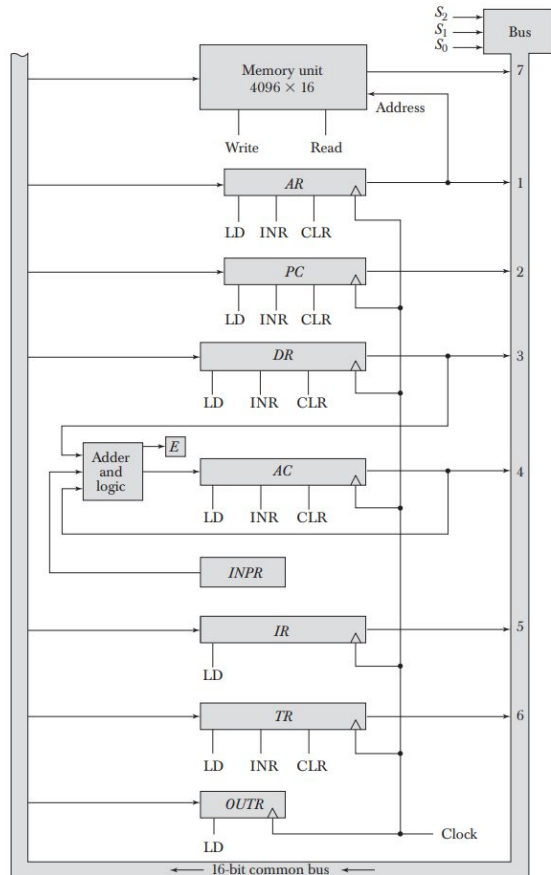 S2
S1
S0
Bus
Memory unit
4096 × 16
7
Address
Write Read
AR
1
LD INR CLR
PC
2
LD INR CLR
DR
3
LD INR CLR
E
Adder
and
logic
AC
4
LD INR CLR
INPR
IR
5
LD
TR
6
LD INR CLR
OUTR
LD
Clock
16-bit common bus